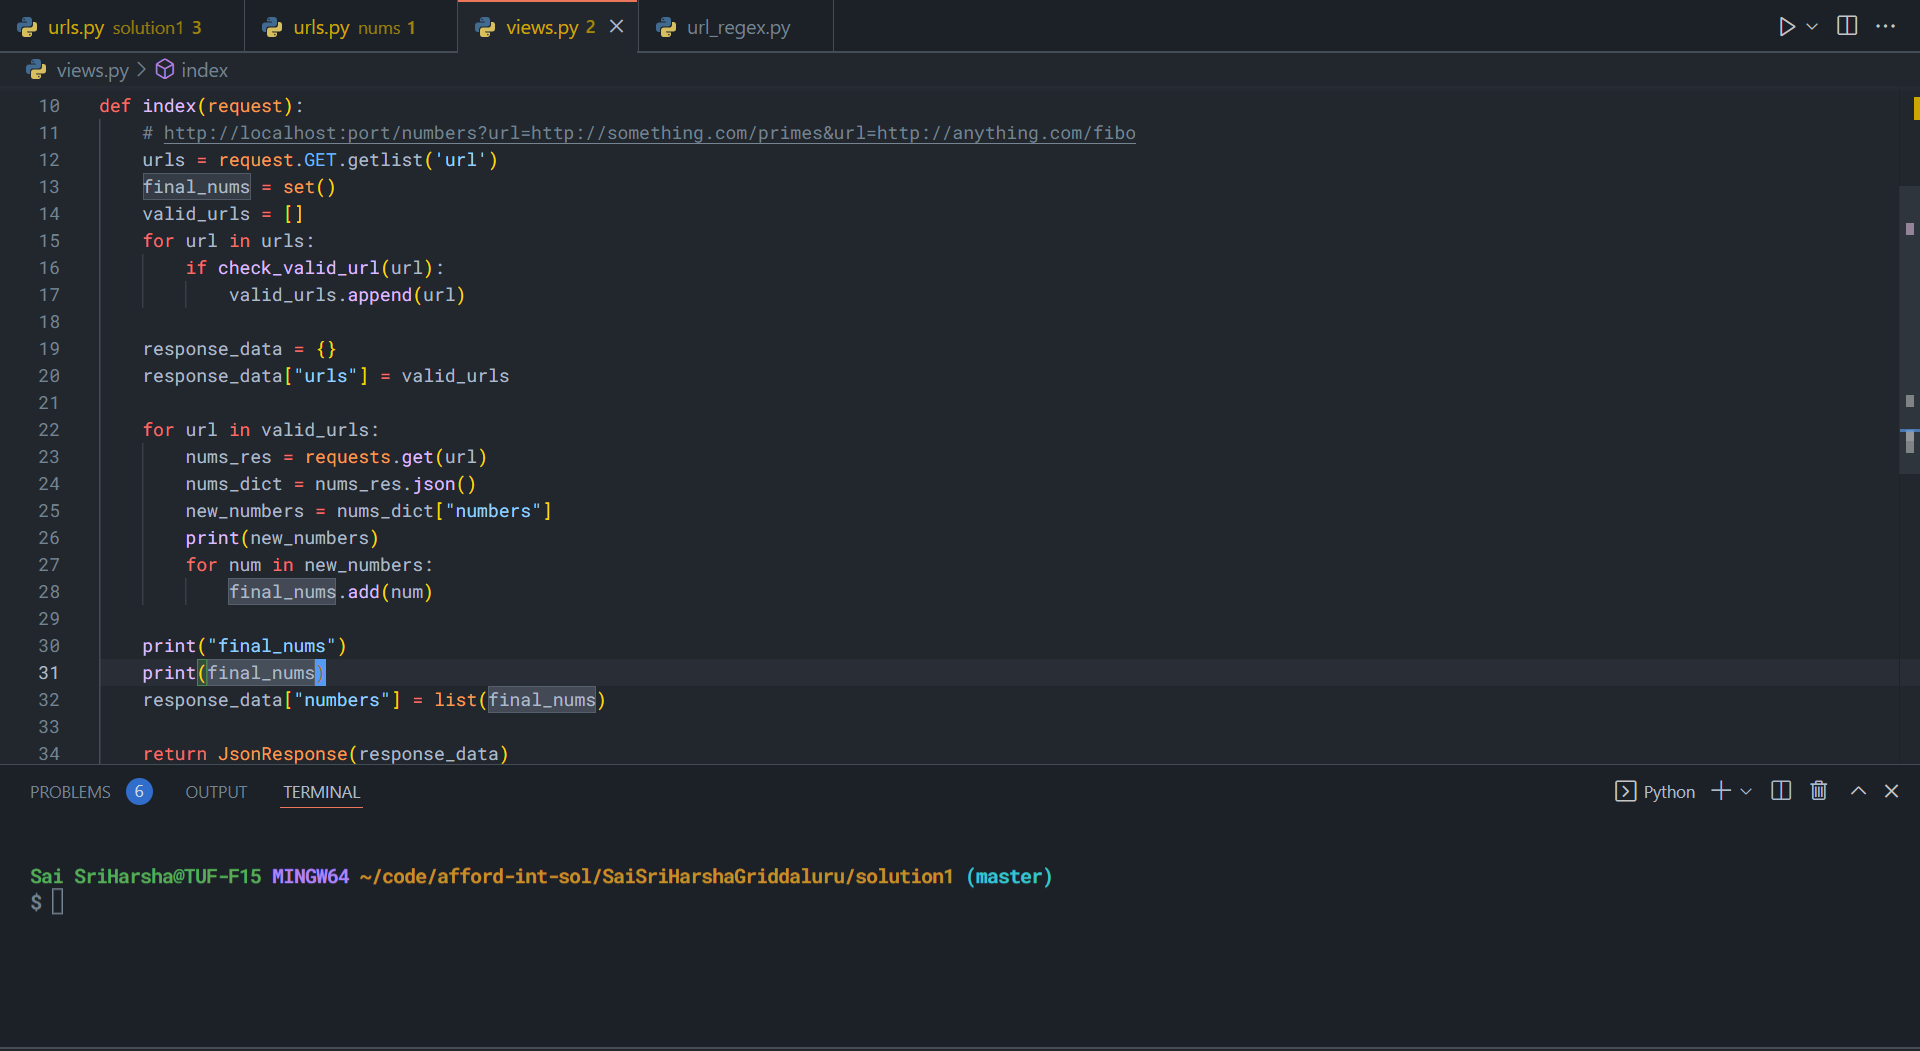 urls.py solution1 3 urls.py nums 1 views.py 2 url_regex.py
views.py > index
10 def index(request):
11 # http://localhost:port/numbers?url=http://something.com/primes&url=http://anything.com/fibo
12 urls = request.GET.getlist('url')
13 final_nums = set()
14 valid_urls = []
15 for url in urls:
16 if check_valid_url(url):
17 valid_urls.append(url)
18
19 response_data = {}
20 response_data["urls"] = valid_urls
21
22 for url in valid_urls:
23 nums_res = requests.get(url)
24 nums_dict = nums_res.json()
25 new_numbers = nums_dict["numbers"]
26 print(new_numbers)
27 for num in new_numbers:
28 final_nums.add(num)
29
30 print("final_nums")
31 print(final_nums)
32 response_data["numbers"] = list(final_nums)
33
34 return JsonResponse(response_data)
PROBLEMS 6 OUTPUT TERMINAL Python
Sai SriHarsha@TUF-F15 MINGW64 ~/code/afford-int-sol/SaiSriHarshaGriddaluru/solution1 (master)
$